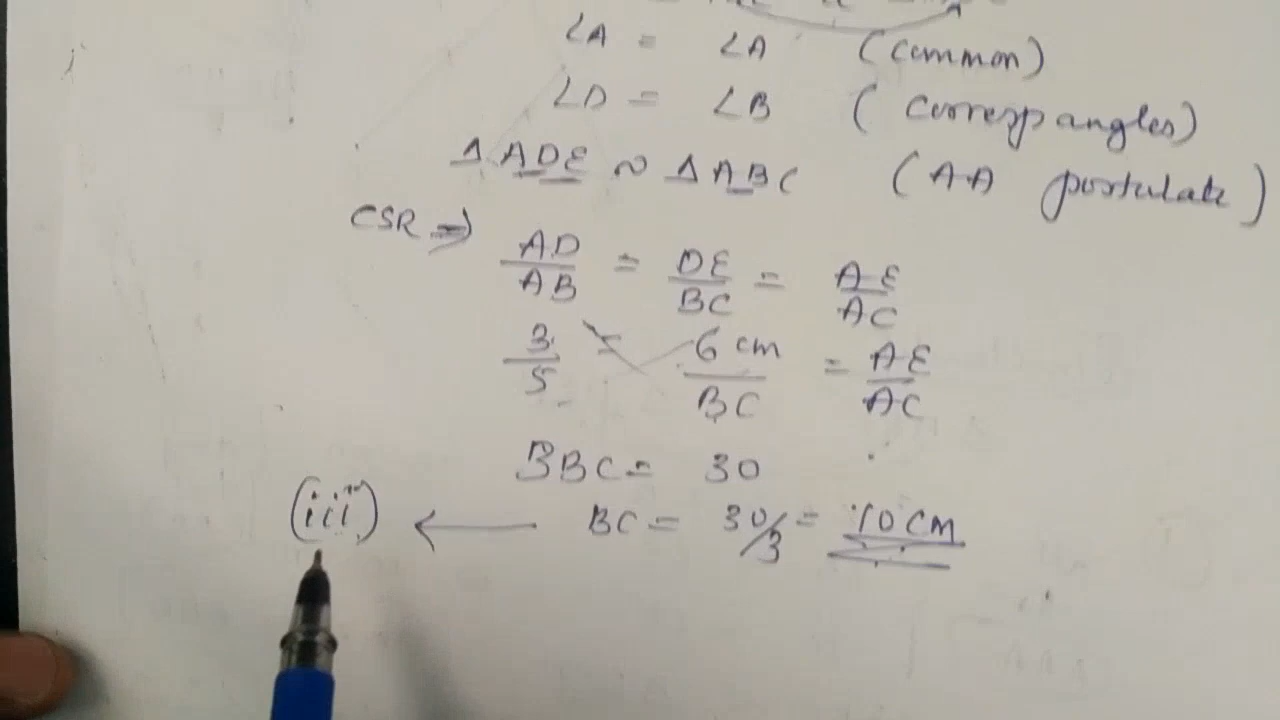 ∠A = ∠A (common)
∠D = ∠B (corresp angles)
Δ ADE ~ Δ ABC (AA postulate)
CSR ⇒ AD/AB = DE/BC = AE/AC
3/5 = 6 cm/BC = AE/AC
3BC = 30
(iii) ← BC = 30/3 = 10 cm